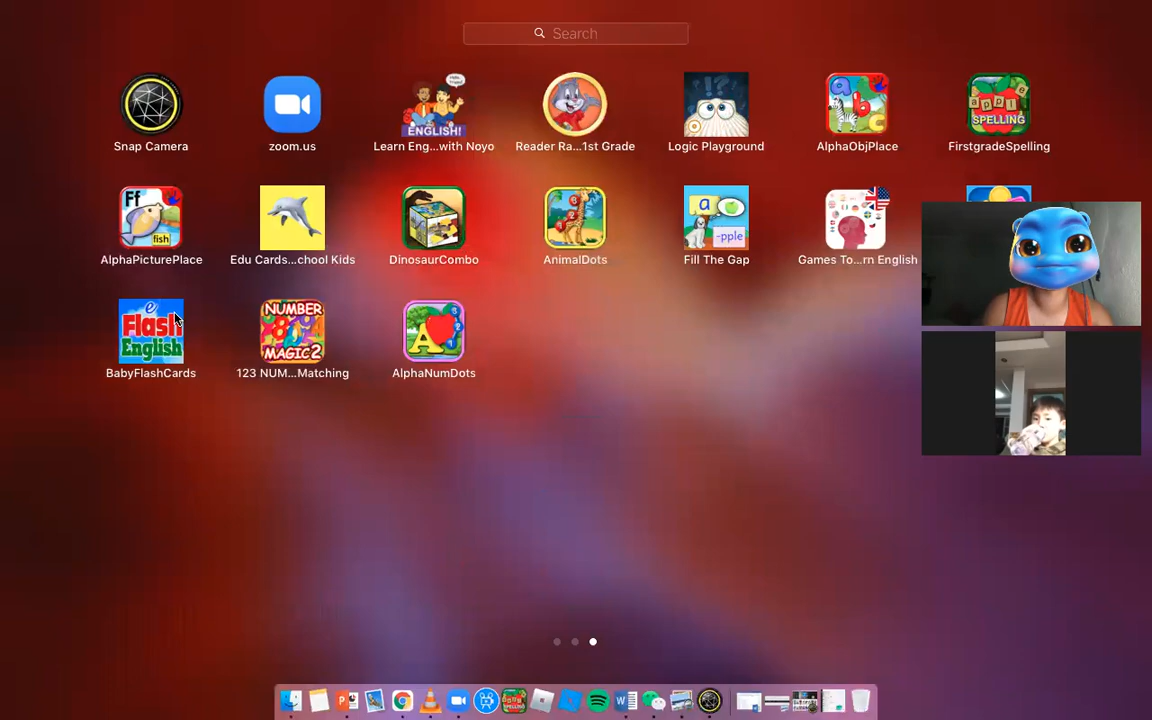 Search
Snap Camera
zoom.us
Learn Eng...with Noyo
Reader Ra...1st Grade
Logic Playground
AlphaObjPlace
FirstgradeSpelling
ENGLISH!
!?
a
b
c
apple
SPELLING
AlphaPicturePlace
Edu Cards...chool Kids
DinosaurCombo
AnimalDots
Fill The Gap
Games To...rn English
Ff
fish
a
-pple
BabyFlashCards
123 NUM...Matching
AlphaNumDots
e
Flash
English
NUMBER
MAGIC 2
A